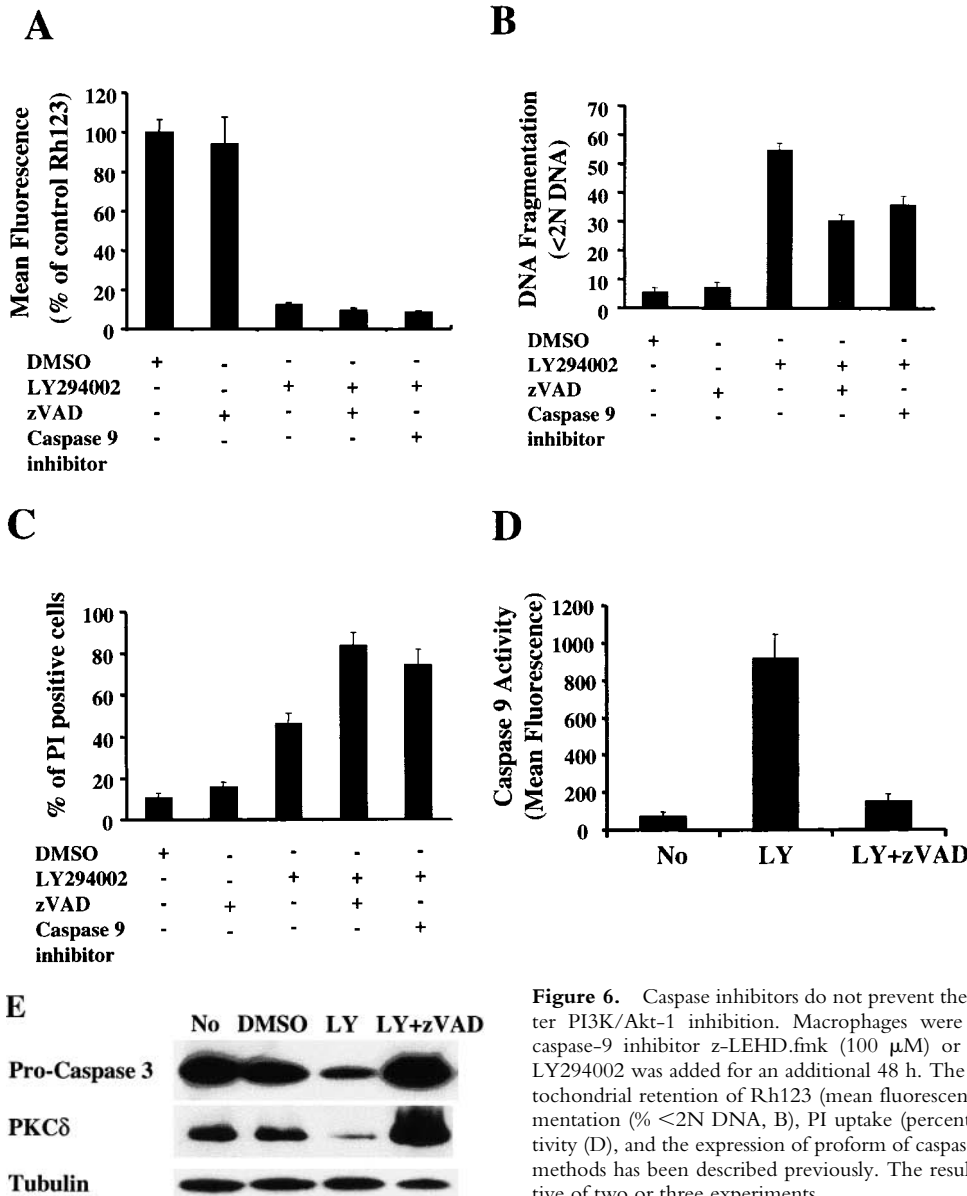 A
Mean Fluorescence
(% of control Rh123)
120
100
80
60
40
20
0
DMSO + - - - -
LY294002 - - + + +
zVAD - + - + -
Caspase 9 - - - - +
inhibitor
B
DNA Fragmentation
(<2N DNA)
70
60
50
40
30
20
10
0
DMSO + - - - -
LY294002 - - + + +
zVAD - + - + -
Caspase 9 - - - - +
inhibitor
C
% of PI positive cells
100
80
60
40
20
0
DMSO + - - - -
LY294002 - - + + +
zVAD - + - + -
Caspase 9 - - - - +
inhibitor
D
Caspase 9 Activity
(Mean Fluorescence)
1200
1000
800
600
400
200
0
No LY LY+zVAD
E
No DMSO LY LY+zVAD
Pro-Caspase 3
PKCδ
Tubulin
Figure 6. Caspase inhibitors do not prevent the
ter PI3K/Akt-1 inhibition. Macrophages were
caspase-9 inhibitor z-LEHD.fmk (100 μM) or
LY294002 was added for an additional 48 h. The
tochondrial retention of Rh123 (mean fluorescen
mentation (% <2N DNA, B), PI uptake (percent
tivity (D), and the expression of proform of caspas
methods has been described previously. The resul
tive of two or three experiments